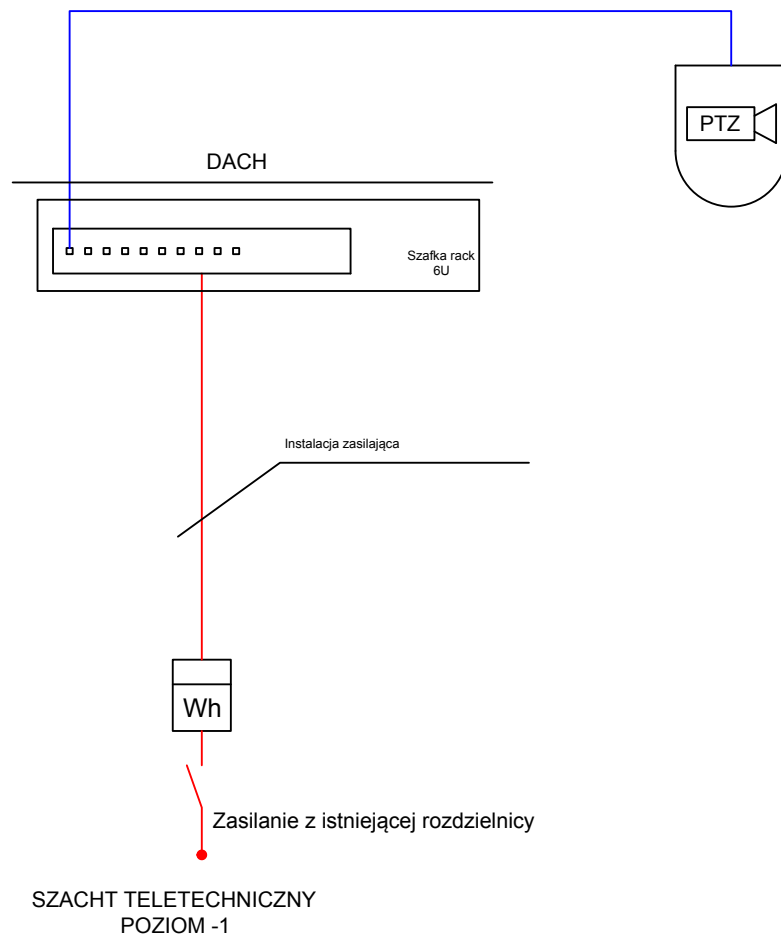 PTZ
DACH
Szafka rack
6U
Instalacja zasilająca
Wh
Zasilanie z istniejącej rozdzielnicy
SZACHT TELETECHNICZNY
POZIOM -1